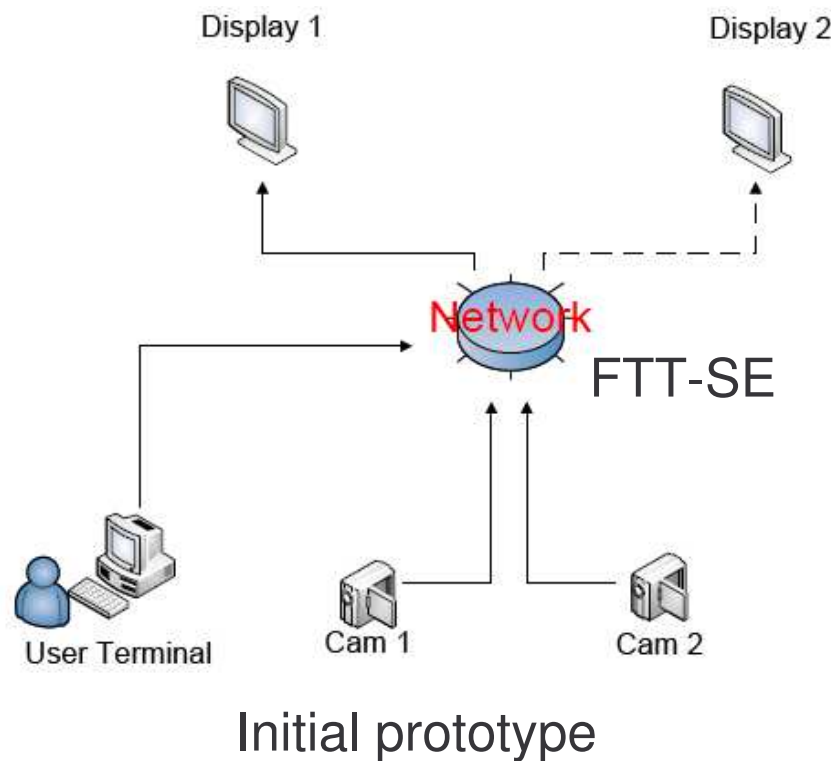 Display 1
Display 2
Network
FTT-SE
User Terminal
Cam 1
Cam 2
Initial prototype